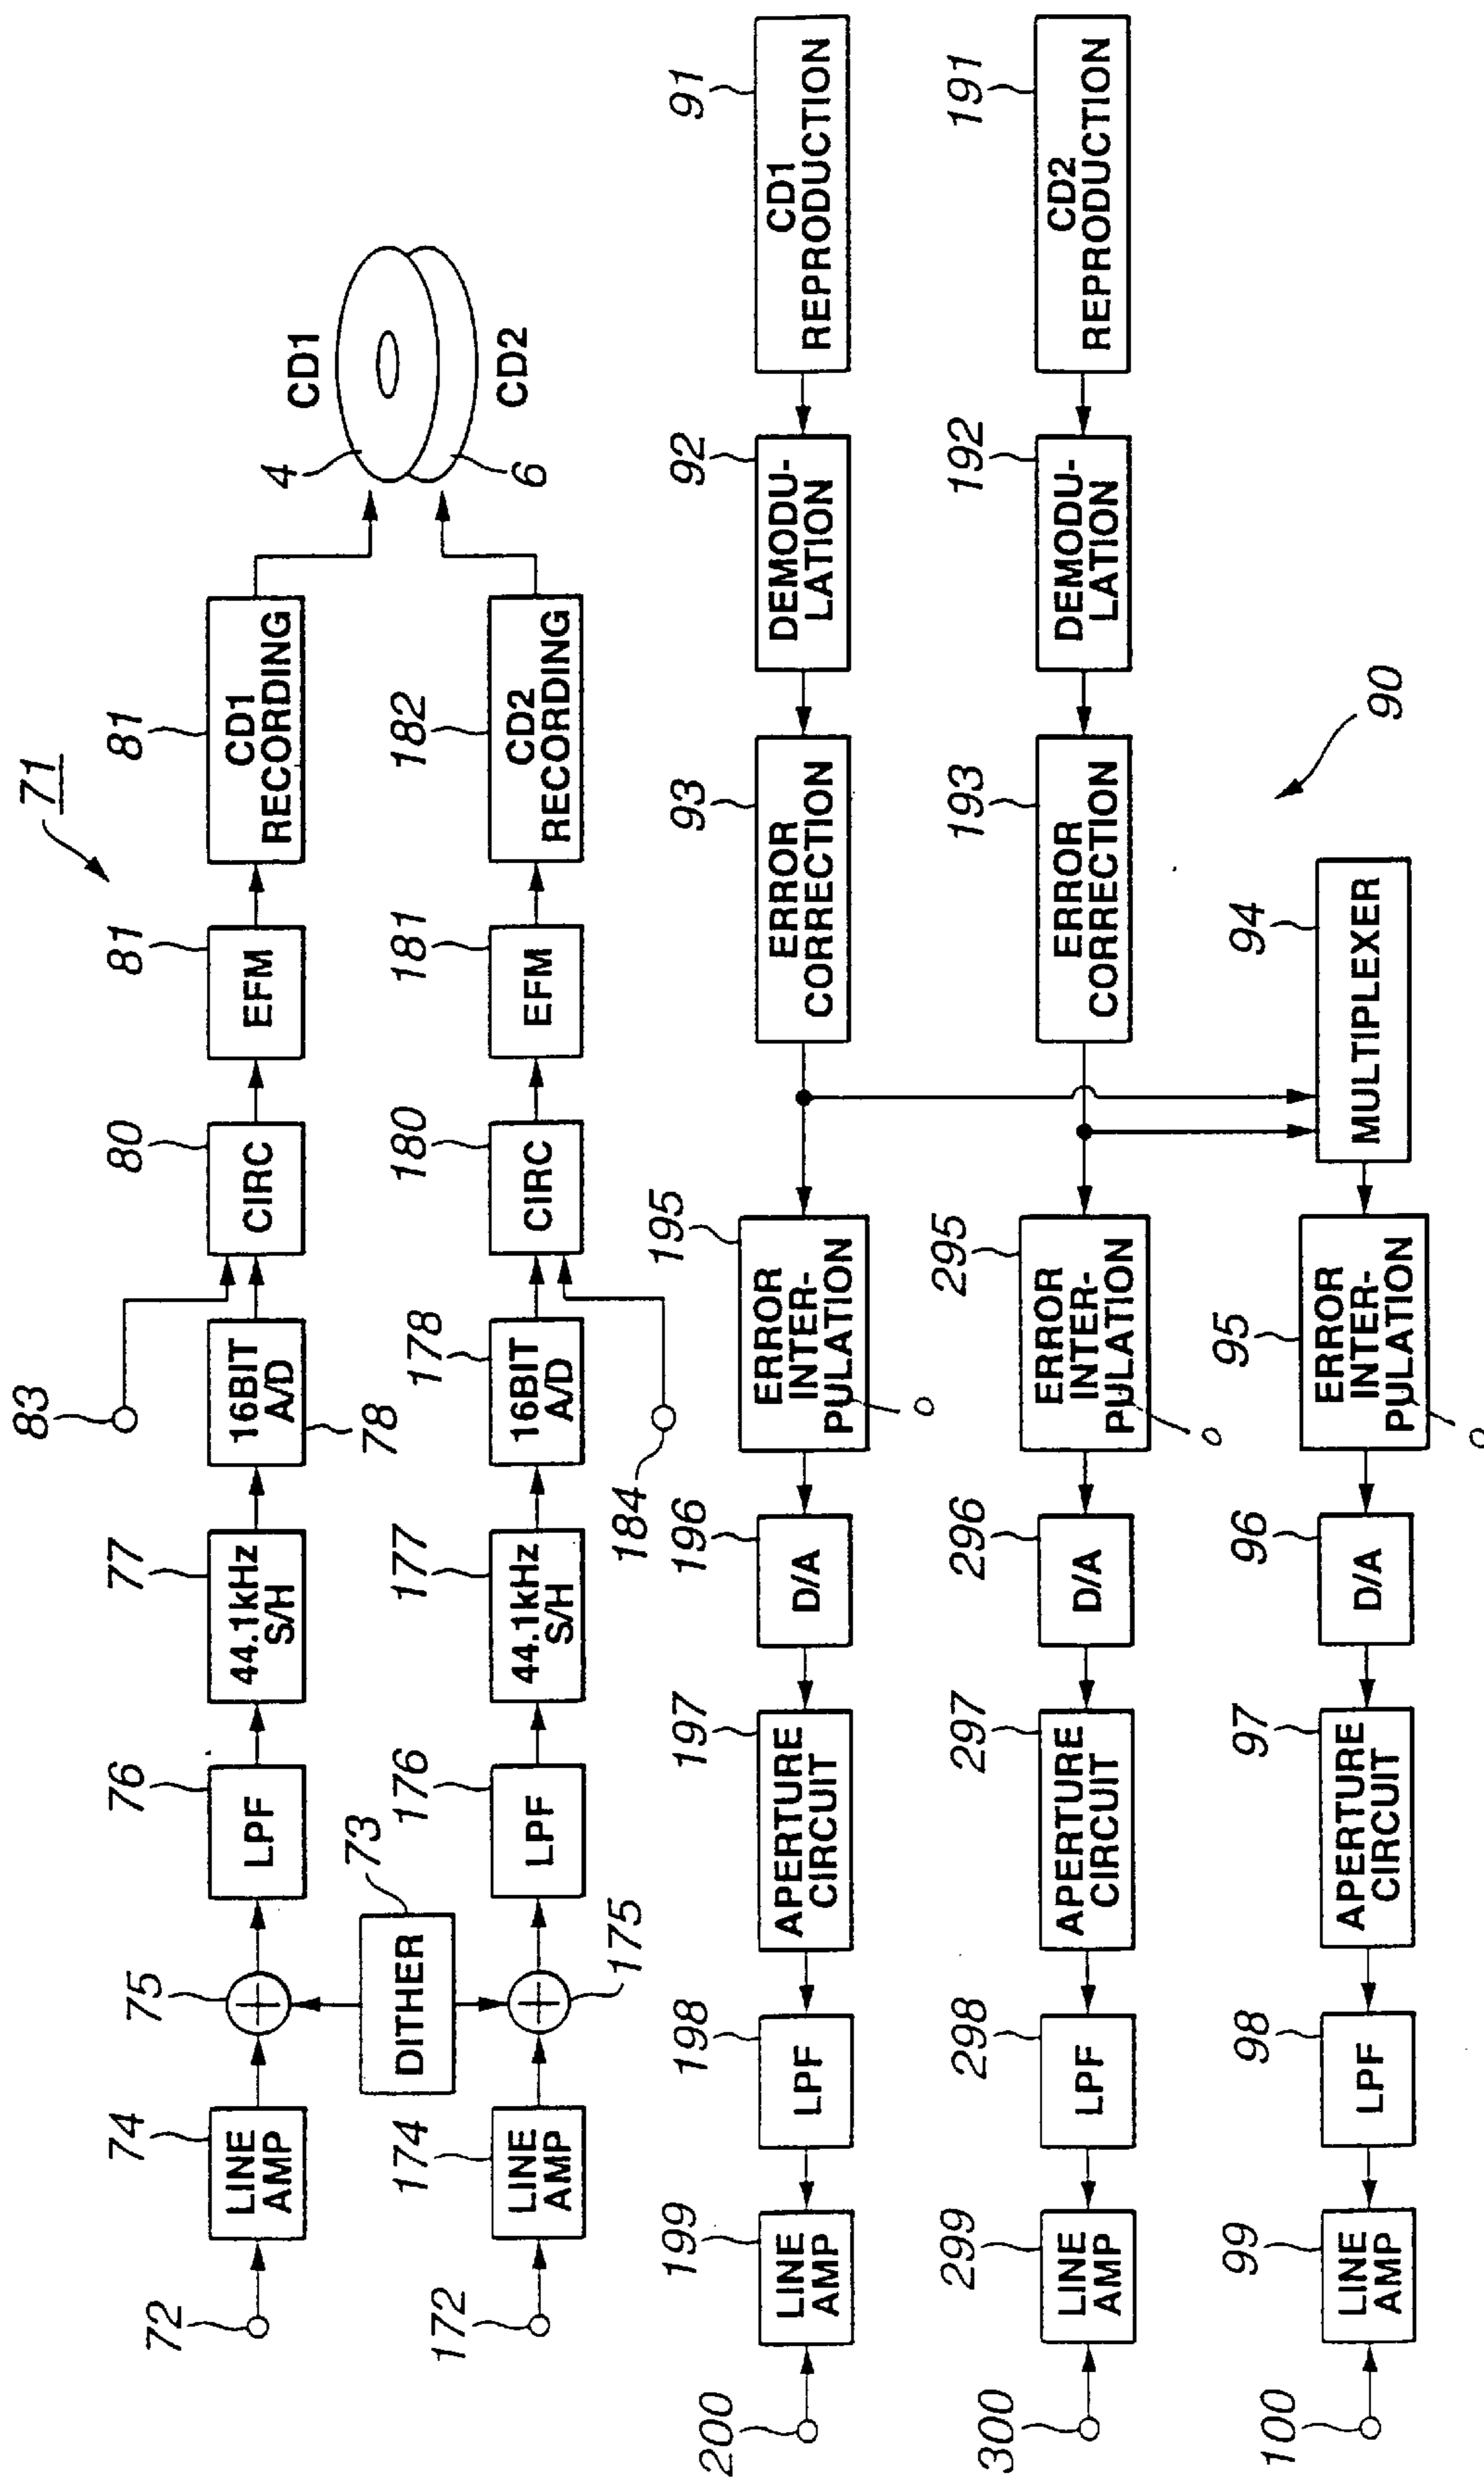 71
72
LINE
AMP
74
75
LPF
76
44.1kHz
S/H
77
16BIT
A/D
78
83
CIRC
80
EFM
81
CD1
RECORDING
81
CD1
4
DITHER
73
172
LINE
AMP
174
175
LPF
176
44.1kHz
S/H
177
16BIT
A/D
178
184
CIRC
180
EFM
181
CD2
RECORDING
182
CD2
6
200
LINE
AMP
199
LPF
198
APERTURE
CIRCUIT
197
D/A
196
ERROR
INTER-
PULATION
o
195
ERROR
CORRECTION
93
DEMODU-
LATION
92
CD1
REPRODUCTION
91
300
LINE
AMP
299
LPF
298
APERTURE
CIRCUIT
297
D/A
296
ERROR
INTER-
PULATION
o
295
ERROR
CORRECTION
193
DEMODU-
LATION
192
CD2
REPRODUCTION
191
100
LINE
AMP
99
LPF
98
APERTURE
CIRCUIT
97
D/A
96
ERROR
INTER-
PULATION
o
95
MULTIPLEXER
94
90